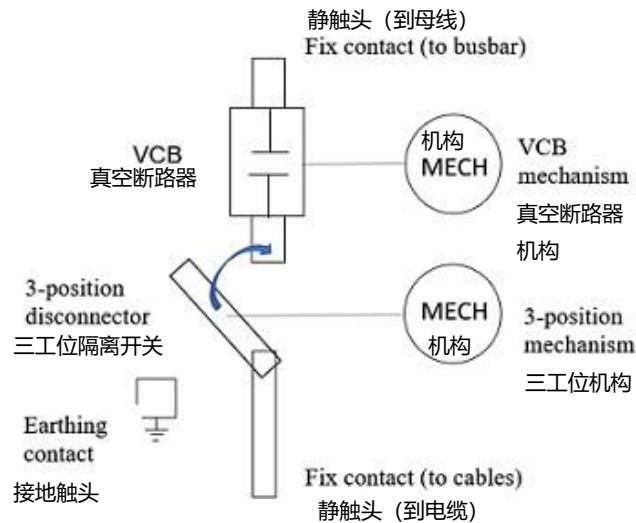 静触头（到母线）
Fix contact (to busbar)
VCB
真空断路器
机构
MECH
VCB
mechanism
真空断路器
机构
3-position
disconnector
三工位隔离开关
MECH
机构
3-position
mechanism
三工位机构
Earthing
contact
接地触头
Fix contact (to cables)
静触头（到电缆）